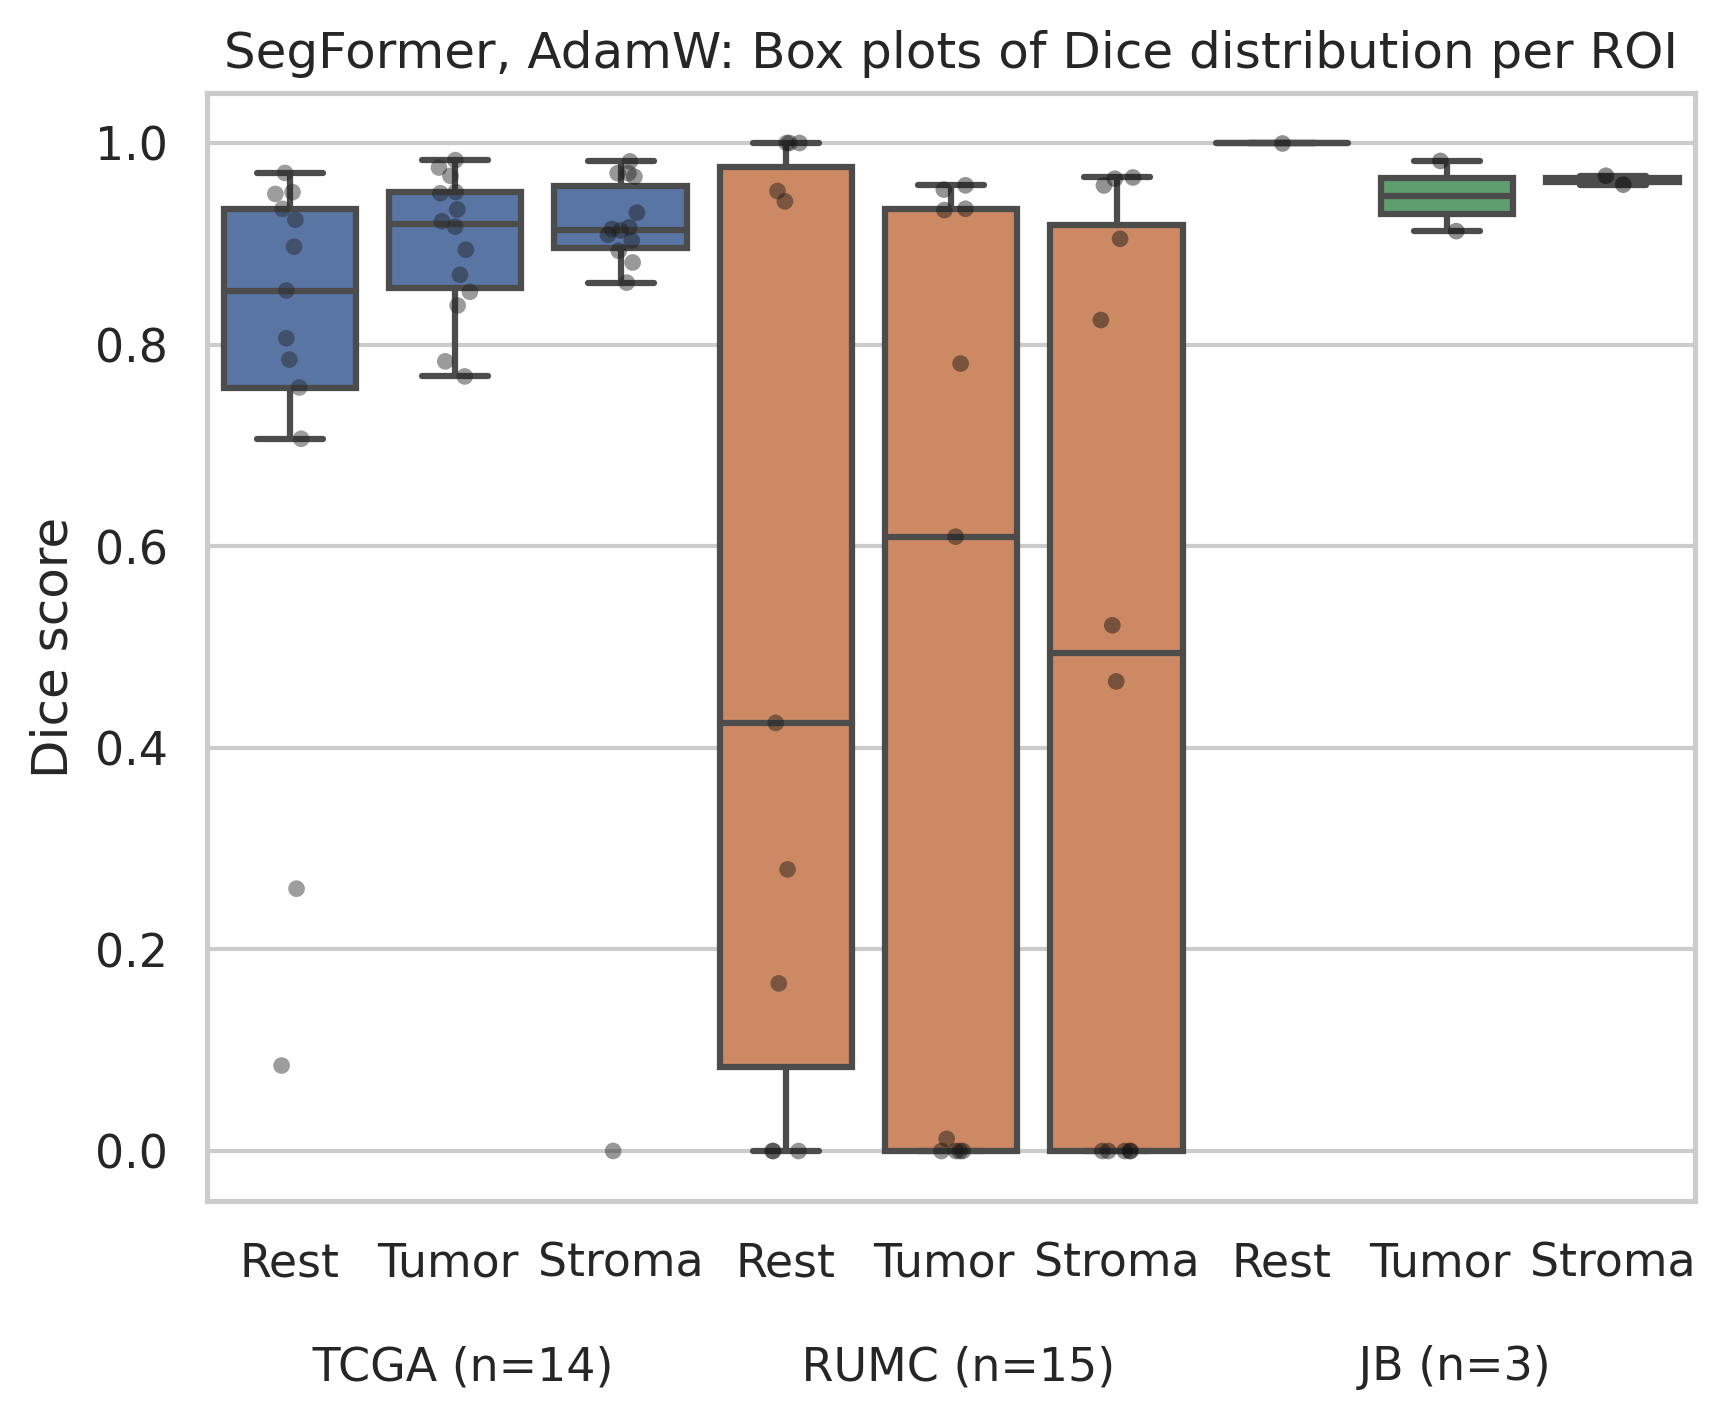 SegFormer, AdamW: Box plots of Dice distribution per ROI
1.0
0.8
0.6
0.4
0.2
0.0
Dice score
Rest Tumor Stroma Rest Tumor Stroma Rest Tumor Stroma
TCGA (n=14) RUMC (n=15) JB (n=3)